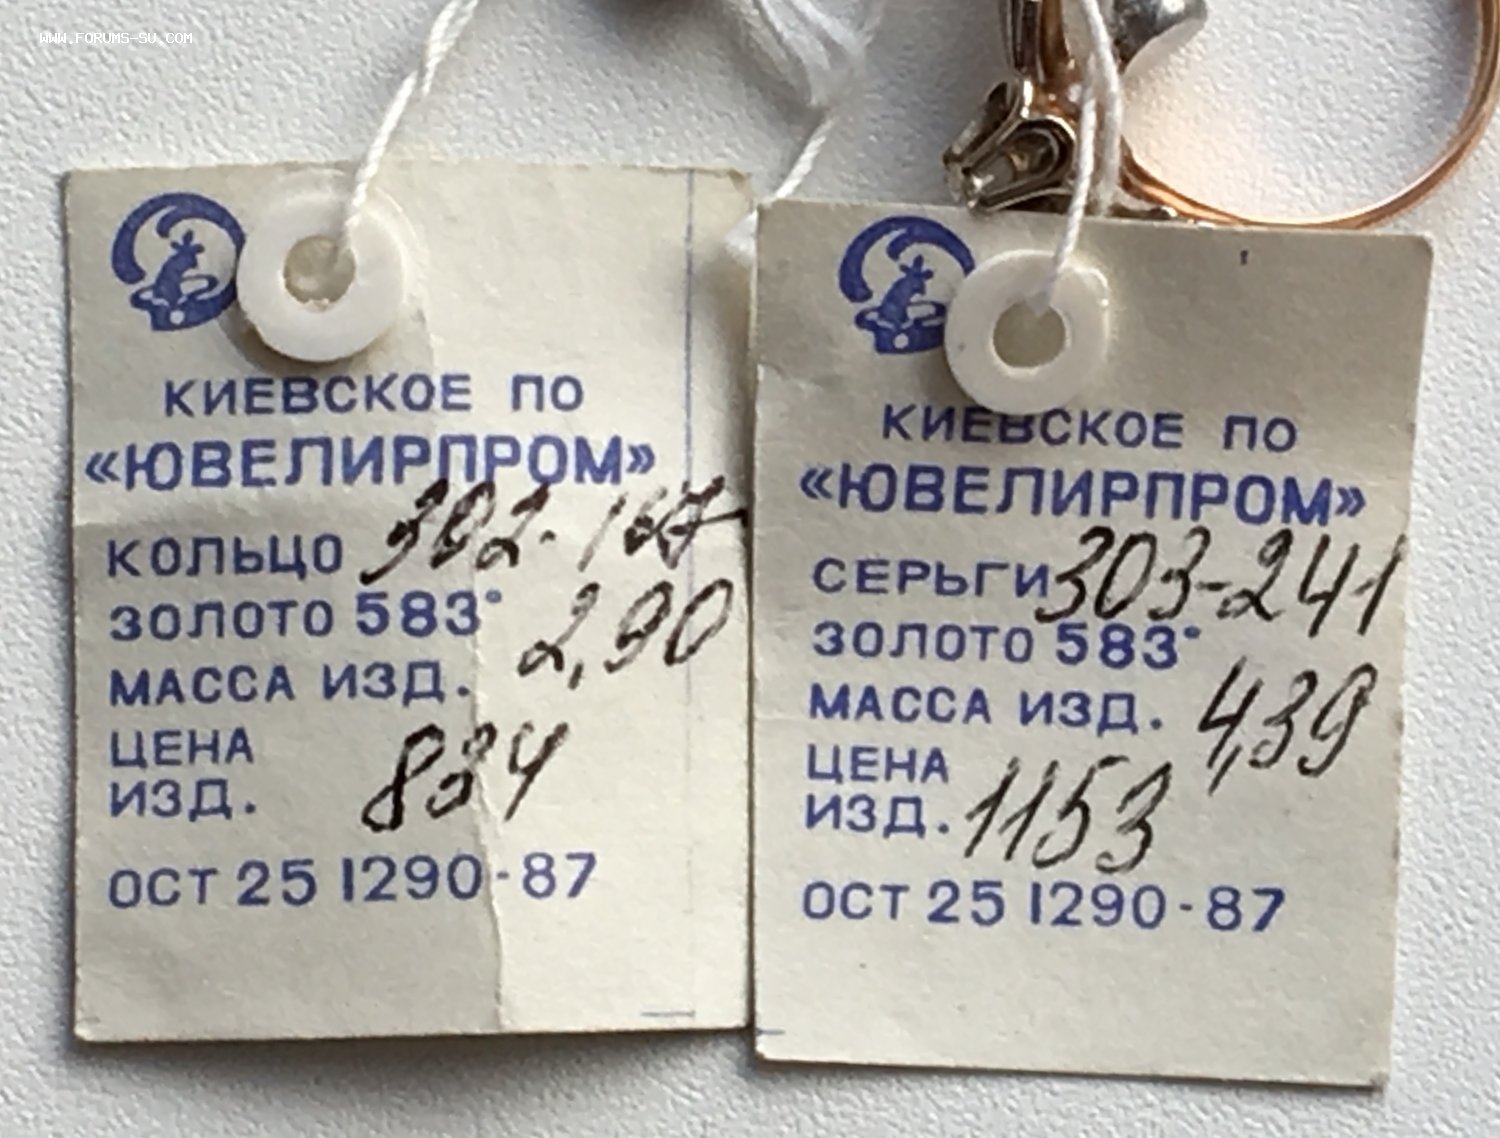 WWW.FORUMS-SU.COM
КИЕВСКОЕ ПО
«ЮВЕЛИРПРОМ»
КОЛЬЦО 302-147
ЗОЛОТО 583°
МАССА ИЗД. 2,90
ЦЕНА
ИЗД. 834
ОСТ 25 1290-87
КИЕВСКОЕ ПО
«ЮВЕЛИРПРОМ»
СЕРЬГИ 303-241
ЗОЛОТО 583°
МАССА ИЗД. 4,39
ЦЕНА
ИЗД. 1153
ОСТ 25 1290-87